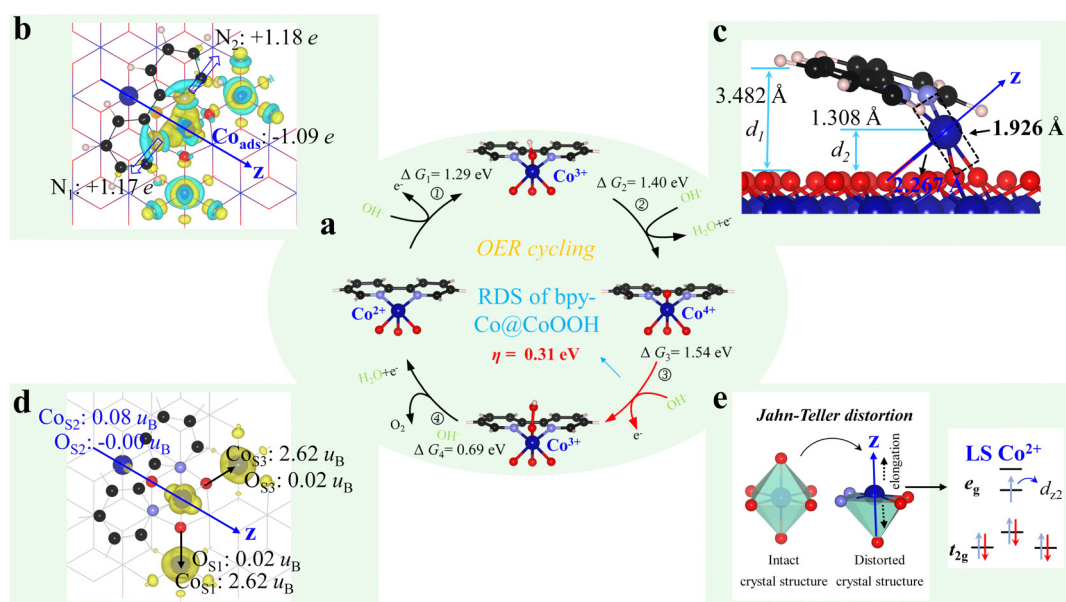 b
N₂: +1.18 e
Coads: -1.09 e
z
N₁: +1.17 e
c
z
3.482 Å
1.308 Å
1.926 Å
d₁
d₂
2.267
a
ΔG₁= 1.29 eV
e-
①
OH-
Co³⁺
ΔG₂= 1.40 eV
②
OH-
H₂O+e-
OER cycling
Co²⁺
RDS of bpy-
Co@CoOOH
η = 0.31 eV
Co⁴⁺
ΔG₃= 1.54 eV
③
OH-
e-
H₂O+e-
④
O₂
OH-
ΔG₄= 0.69 eV
Co³⁺
d
CoS2: 0.08 uB
OS2: -0.00 uB
CoS3: 2.62 uB
OS3: 0.02 uB
z
OS1: 0.02 uB
CoS1: 2.62 uB
e
Jahn-Teller distortion
z
elongation
Intact
crystal structure
Distorted
crystal structure
LS Co²⁺
eg
dz2
t2g